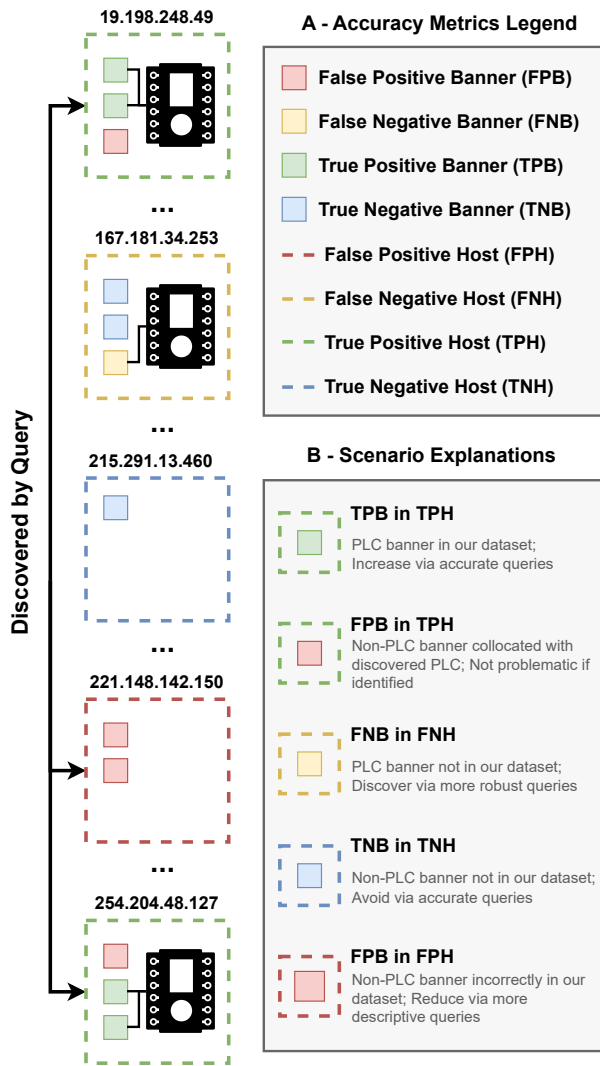 19.198.248.49
...
167.181.34.253
...
215.291.13.460
...
221.148.142.150
...
254.204.48.127
Discovered by Query
A - Accuracy Metrics Legend
False Positive Banner (FPB)
False Negative Banner (FNB)
True Positive Banner (TPB)
True Negative Banner (TNB)
False Positive Host (FPH)
False Negative Host (FNH)
True Positive Host (TPH)
True Negative Host (TNH)
B - Scenario Explanations
TPB in TPH
PLC banner in our dataset;
Increase via accurate queries
FPB in TPH
Non-PLC banner collocated with
discovered PLC; Not problematic if
identified
FNB in FNH
PLC banner not in our dataset;
Discover via more robust queries
TNB in TNH
Non-PLC banner not in our dataset;
Avoid via accurate queries
FPB in FPH
Non-PLC banner incorrectly in our
dataset; Reduce via more
descriptive queries